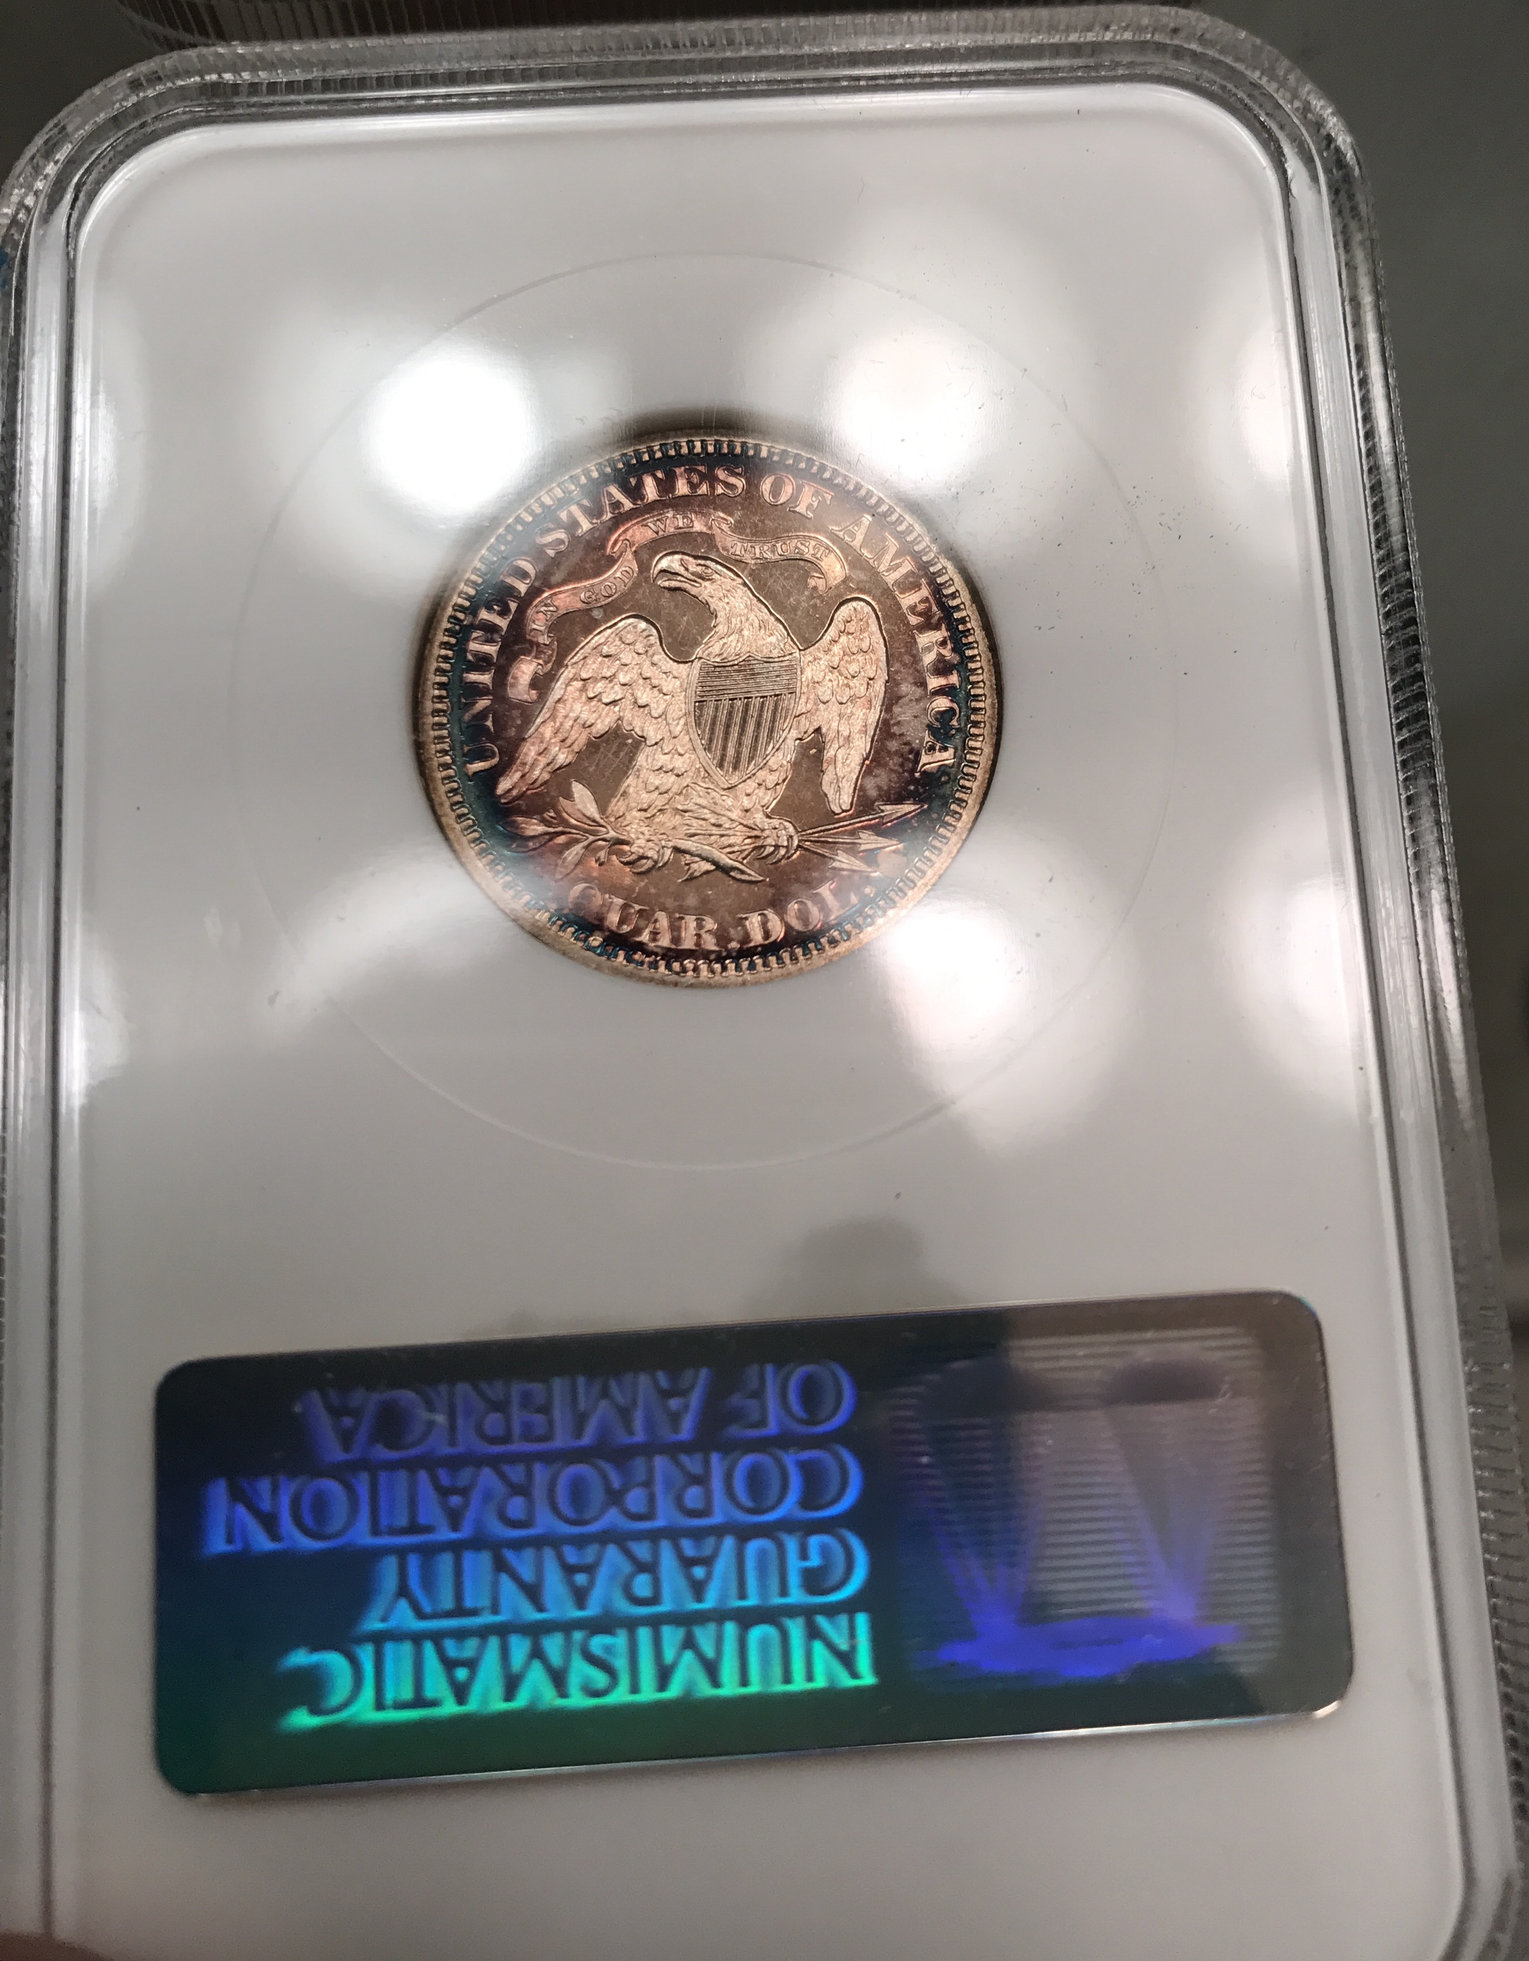 UNITED STATES OF AMERICA
IN GOD WE TRUST
QUAR. DOL.
NUMISMATIC
GUARANTY
CORPORATION
OF AMERICA